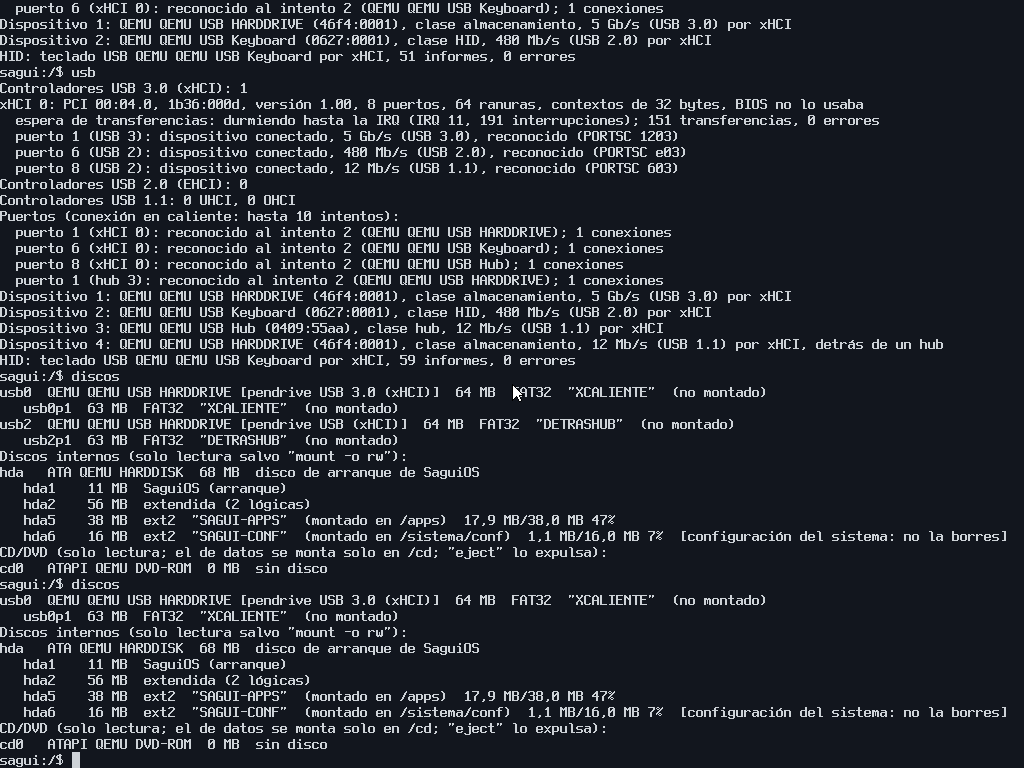 puerto 6 (xHCI 0): reconocido al intento 2 (QEMU QEMU USB Keyboard); 1 conexiones
Dispositivo 1: QEMU QEMU USB HARDDRIVE (46f4:0001), clase almacenamiento, 5 Gb/s (USB 3.0) por xHCI
Dispositivo 2: QEMU QEMU USB Keyboard (0627:0001), clase HID, 480 Mb/s (USB 2.0) por xHCI
HID: teclado USB QEMU QEMU USB Keyboard por xHCI, 51 informes, 0 errores
sagui:/$ usb
Controladores USB 3.0 (xHCI): 1
xHCI 0: PCI 00:04.0, 1b36:000d, versión 1.00, 8 puertos, 64 ranuras, contextos de 32 bytes, BIOS no lo usaba
espera de transferencias: durmiendo hasta la IRQ (IRQ 11, 191 interrupciones); 151 transferencias, 0 errores
puerto 1 (USB 3): dispositivo conectado, 5 Gb/s (USB 3.0), reconocido (PORTSC 1203)
puerto 6 (USB 2): dispositivo conectado, 480 Mb/s (USB 2.0), reconocido (PORTSC e03)
puerto 8 (USB 2): dispositivo conectado, 12 Mb/s (USB 1.1), reconocido (PORTSC 603)
Controladores USB 2.0 (EHCI): 0
Controladores USB 1.1: 0 UHCI, 0 OHCI
Puertos (conexión en caliente: hasta 10 intentos):
puerto 1 (xHCI 0): reconocido al intento 2 (QEMU QEMU USB HARDDRIVE); 1 conexiones
puerto 6 (xHCI 0): reconocido al intento 2 (QEMU QEMU USB Keyboard); 1 conexiones
puerto 8 (xHCI 0): reconocido al intento 2 (QEMU QEMU USB Hub); 1 conexiones
puerto 1 (hub 3): reconocido al intento 2 (QEMU QEMU USB HARDDRIVE); 1 conexiones
Dispositivo 1: QEMU QEMU USB HARDDRIVE (46f4:0001), clase almacenamiento, 5 Gb/s (USB 3.0) por xHCI
Dispositivo 2: QEMU QEMU USB Keyboard (0627:0001), clase HID, 480 Mb/s (USB 2.0) por xHCI
Dispositivo 3: QEMU QEMU USB Hub (0409:55aa), clase hub, 12 Mb/s (USB 1.1) por xHCI
Dispositivo 4: QEMU QEMU USB HARDDRIVE (46f4:0001), clase almacenamiento, 12 Mb/s (USB 1.1) por xHCI, detrás de un hub
HID: teclado USB QEMU QEMU USB Keyboard por xHCI, 59 informes, 0 errores
sagui:/$ discos
usb0  QEMU QEMU USB HARDDRIVE [pendrive USB 3.0 (xHCI)]  64 MB  FAT32  "XCALIENTE"  (no montado)
usb0p1  63 MB  FAT32  "XCALIENTE"  (no montado)
usb2  QEMU QEMU USB HARDDRIVE [pendrive USB (xHCI)]  64 MB  FAT32  "DETRASHUB"  (no montado)
usb2p1  63 MB  FAT32  "DETRASHUB"  (no montado)
Discos internos (solo lectura salvo "mount -o rw"):
hda   ATA QEMU HARDDISK  68 MB  disco de arranque de SaguiOS
hda1    11 MB  SaguiOS (arranque)
hda2    56 MB  extendida (2 lógicas)
hda5    38 MB  ext2  "SAGUI-APPS"  (montado en /apps)  17,9 MB/38,0 MB 47%
hda6    16 MB  ext2  "SAGUI-CONF"  (montado en /sistema/conf)  1,1 MB/16,0 MB 7%  [configuración del sistema: no la borres]
CD/DVD (solo lectura; el de datos se monta solo en /cd; "eject" lo expulsa):
cd0   ATAPI QEMU DVD-ROM  0 MB  sin disco
sagui:/$ discos
usb0  QEMU QEMU USB HARDDRIVE [pendrive USB 3.0 (xHCI)]  64 MB  FAT32  "XCALIENTE"  (no montado)
usb0p1  63 MB  FAT32  "XCALIENTE"  (no montado)
Discos internos (solo lectura salvo "mount -o rw"):
hda   ATA QEMU HARDDISK  68 MB  disco de arranque de SaguiOS
hda1    11 MB  SaguiOS (arranque)
hda2    56 MB  extendida (2 lógicas)
hda5    38 MB  ext2  "SAGUI-APPS"  (montado en /apps)  17,9 MB/38,0 MB 47%
hda6    16 MB  ext2  "SAGUI-CONF"  (montado en /sistema/conf)  1,1 MB/16,0 MB 7%  [configuración del sistema: no la borres]
CD/DVD (solo lectura; el de datos se monta solo en /cd; "eject" lo expulsa):
cd0   ATAPI QEMU DVD-ROM  0 MB  sin disco
sagui:/$